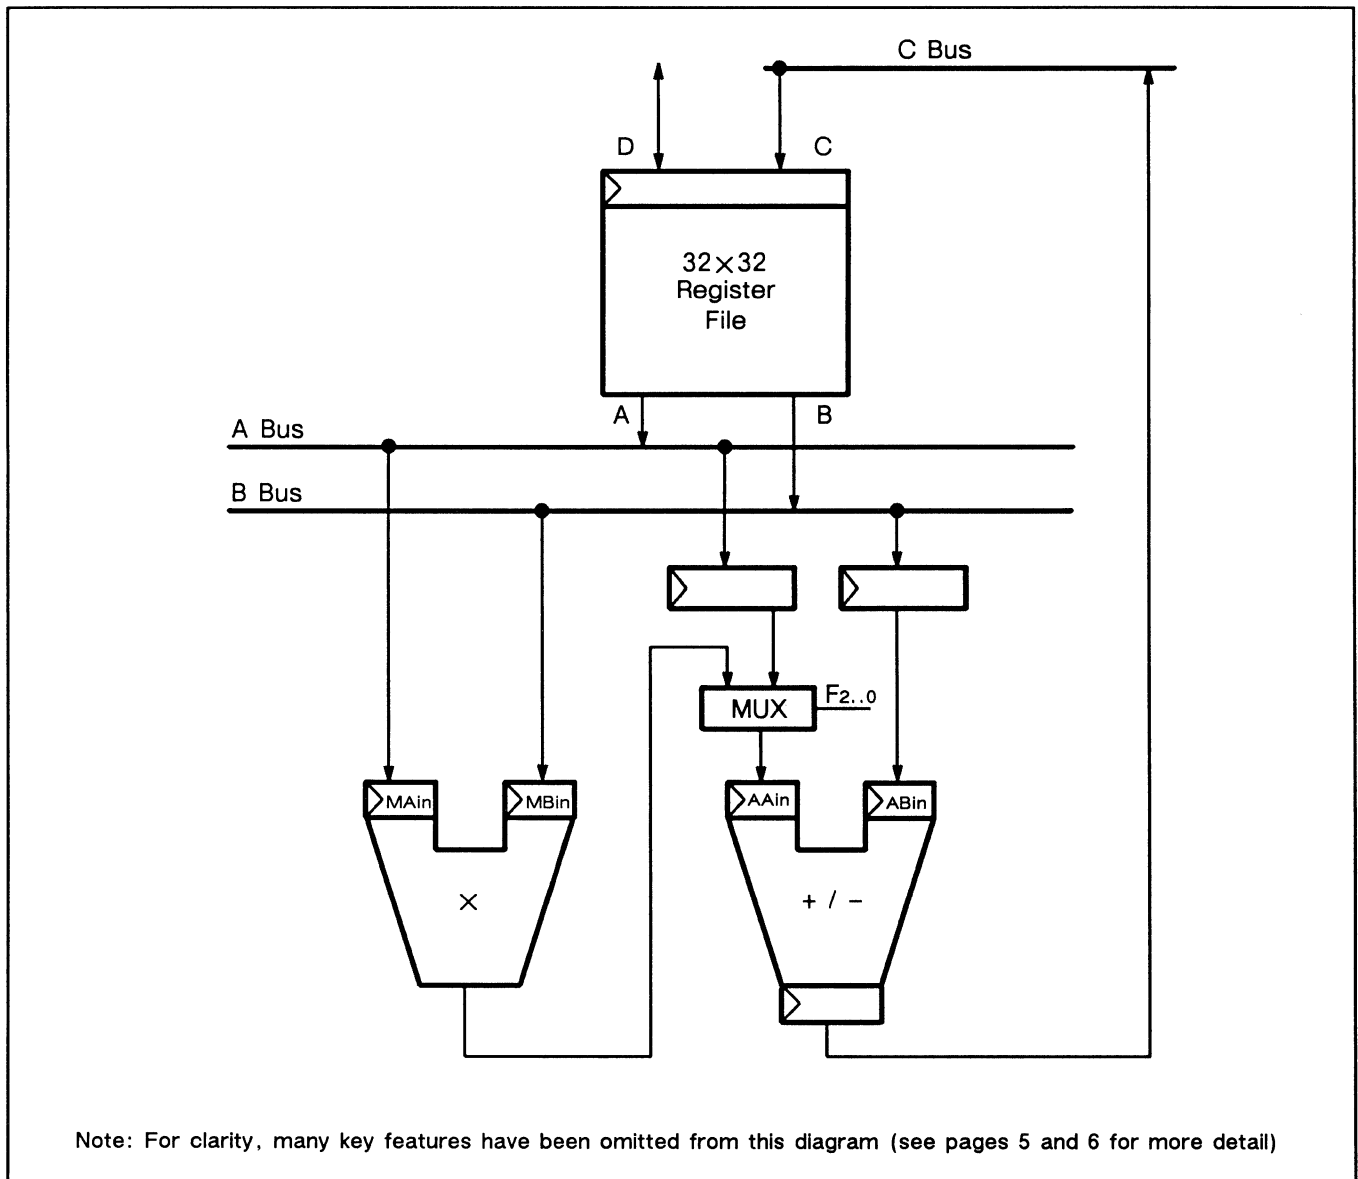 C Bus
D
C
32×32
Register
File
A
B
A Bus
B Bus
F2..0
MUX
MAin
MBin
AAin
ABin
×
+ / -
Note: For clarity, many key features have been omitted from this diagram (see pages 5 and 6 for more detail)